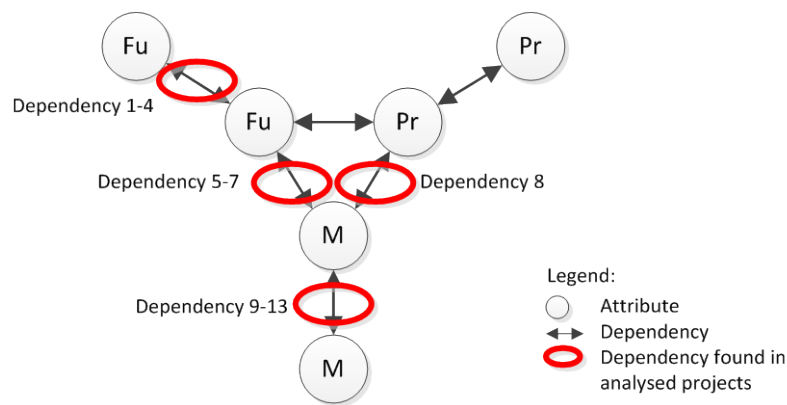 Fu
Pr
Dependency 1-4
Fu
Pr
Dependency 5-7
Dependency 8
M
Dependency 9-13
M
Legend:
Attribute
Dependency
Dependency found in
analysed projects